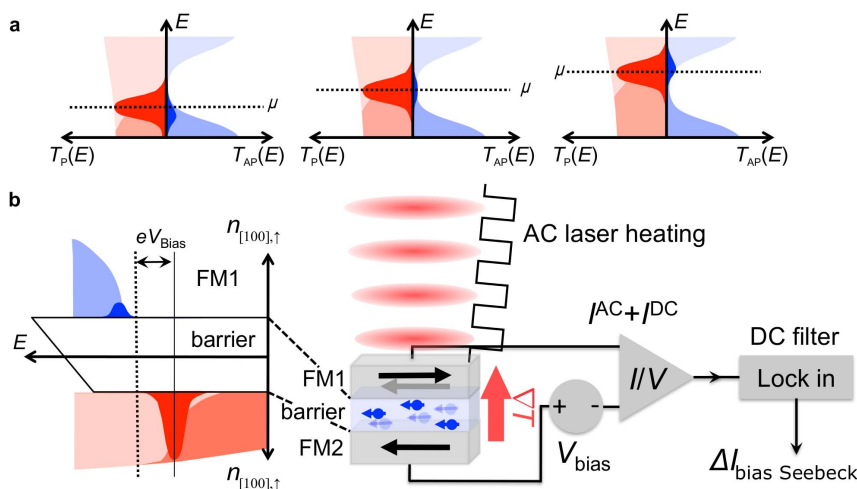 a
E
E
E
μ
μ
μ
T_P(E)
T_AP(E)
T_P(E)
T_AP(E)
T_P(E)
T_AP(E)
b
eV_Bias
n_[100],↑
FM1
E
barrier
n_[100],↑
AC laser heating
I^AC+I^DC
FM1
barrier
FM2
∇T
+
-
V_bias
I/V
DC filter
Lock in
ΔI_bias Seebeck